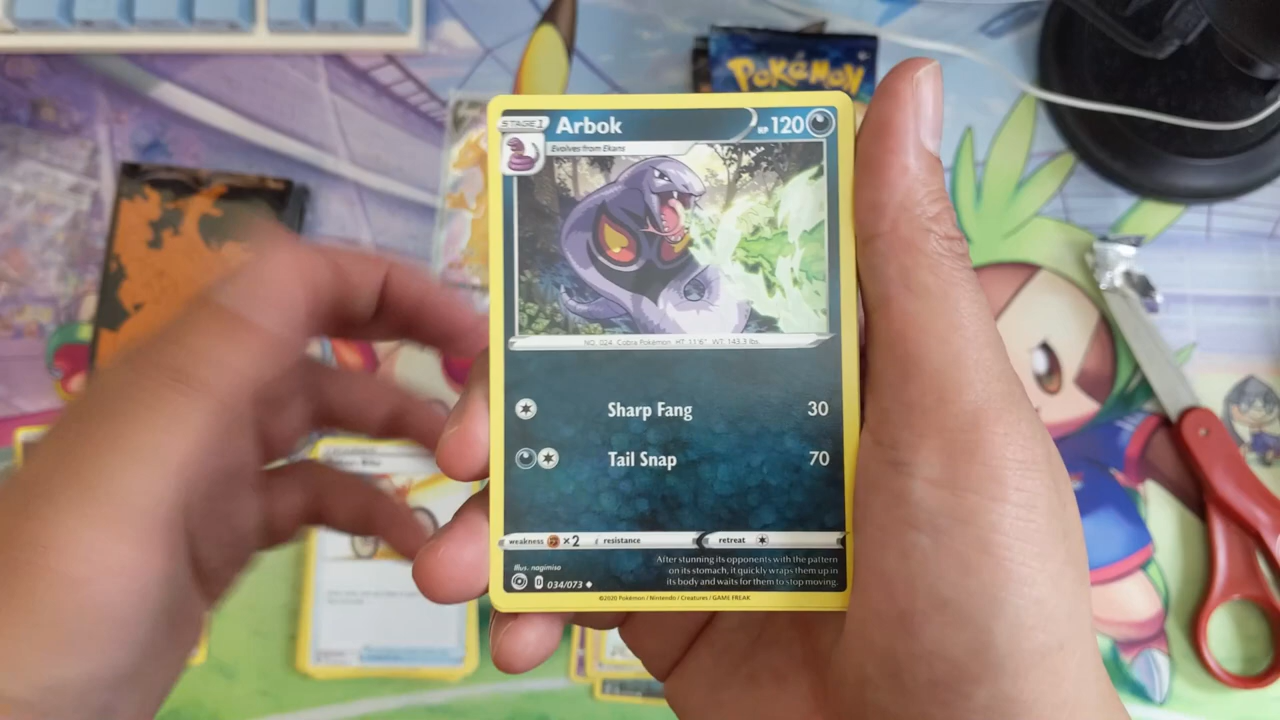 POKéMON
STAGE 1
Arbok
HP 120
Evolves from Ekans
NO. 024 Cobra Pokémon HT: 11'6" WT: 143.3 lbs.
Sharp Fang 30
Tail Snap 70
weakness ×2 resistance retreat
After stunning its opponents with the pattern
on its stomach, it quickly wraps them up in
its body and waits for them to stop moving.
Illus. nagimiso
034/073
©2020 Pokémon / Nintendo / Creatures / GAME FREAK